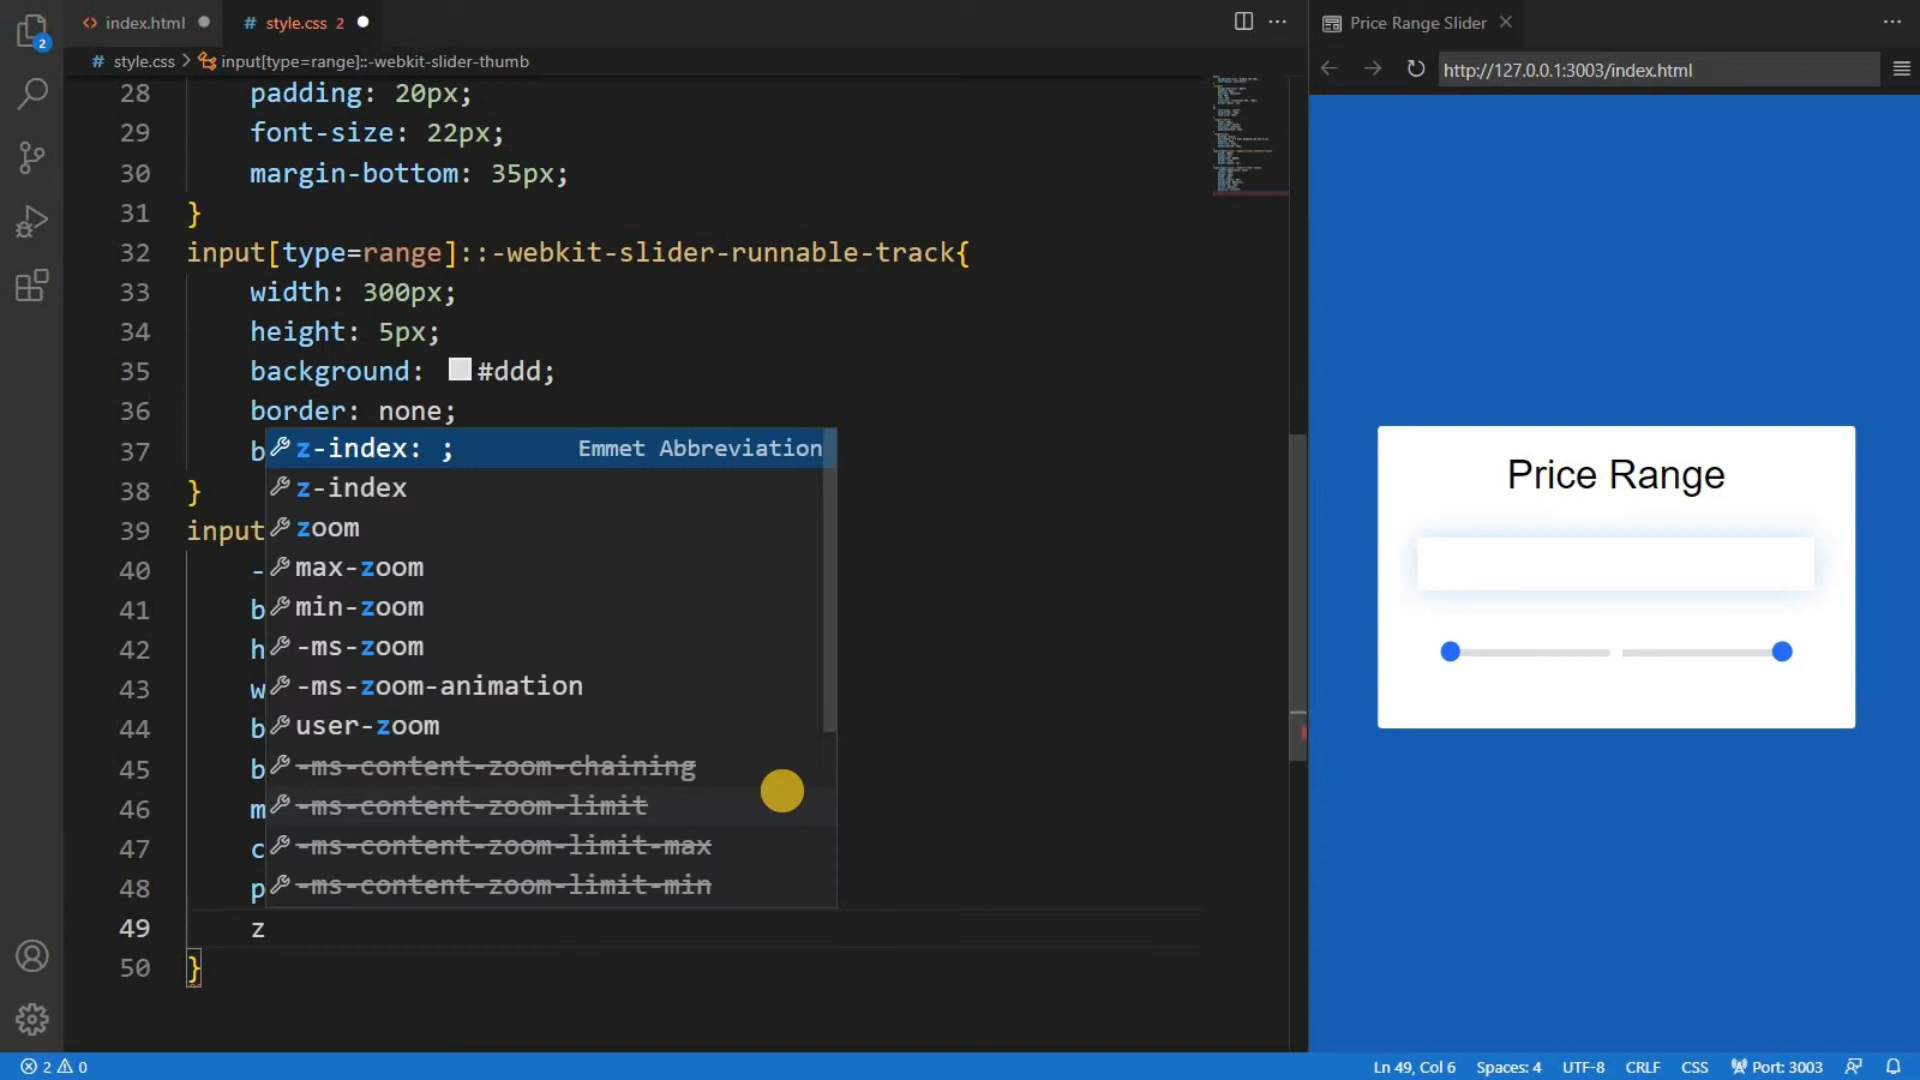 index.html
# style.css 2
Price Range Slider
# style.css > input[type=range]::-webkit-slider-thumb
http://127.0.0.1:3003/index.html
2
28 padding: 20px;
29 font-size: 22px;
30 margin-bottom: 35px;
31 }
32 input[type=range]::-webkit-slider-runnable-track{
33 width: 300px;
34 height: 5px;
35 background: #ddd;
36 border: none;
37 b
z-index: ; Emmet Abbreviation
38 }
z-index
39 input
zoom
40 -
max-zoom
41 b
min-zoom
42 h
-ms-zoom
43 w
-ms-zoom-animation
44 b
user-zoom
45 b
-ms-content-zoom-chaining
46 m
-ms-content-zoom-limit
47 c
-ms-content-zoom-limit-max
48 p
-ms-content-zoom-limit-min
49 z
50 }
Price Range
2 0
Ln 49, Col 6 Spaces: 4 UTF-8 CRLF CSS Port: 3003